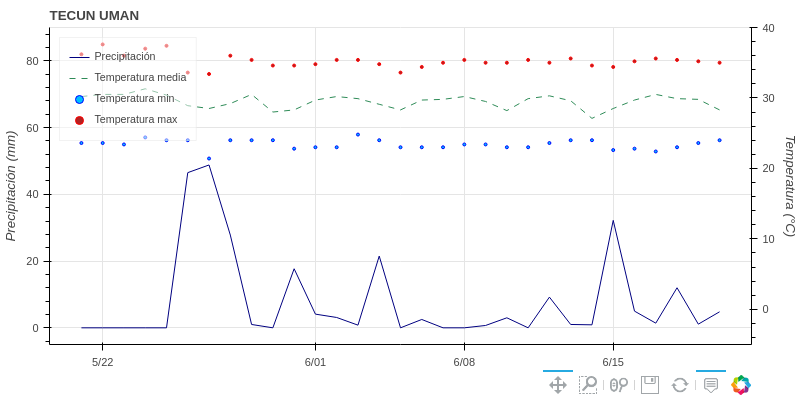 TECUN UMAN
Precipitación
Temperatura media
Temperatura min
Temperatura max
Precipitación (mm)
80
60
40
20
0
Temperatura (°C)
40
30
20
10
0
5/22
6/01
6/08
6/15